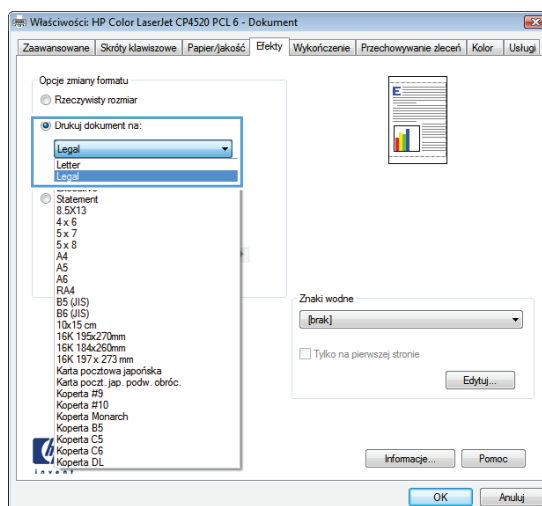 Właściwości: HP Color LaserJet CP4520 PCL 6 - Dokument
Zaawansowane Skróty klawiszowe Papier/jakość Efekty Wykończenie Przechowywanie zleceń Kolor Usługi
Opcje zmiany formatu
Rzeczywisty rozmiar
Drukuj dokument na:
Legal
Letter
Legal
Executive
Statement
8.5X13
4 x 6
5 x 7
5 x 8
A4
A5
A6
RA4
B5 (JIS)
B6 (JIS)
10x15 cm
16K 195x270mm
16K 184x260mm
16K 197 x 273 mm
Karta pocztowa japońska
Karta poczt. jap. podw. obróc.
Koperta #9
Koperta #10
Koperta Monarch
Koperta B5
Koperta C5
Koperta C6
Koperta DL
E
Znaki wodne
[brak]
Tylko na pierwszej stronie
Edytuj...
invent
Informacje... Pomoc
OK Anuluj